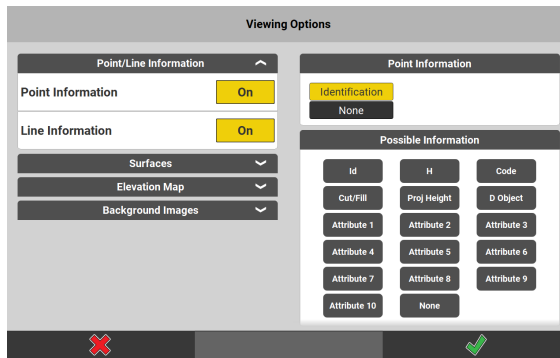 Viewing Options
Point/Line Information
Point Information On
Line Information On
Surfaces
Elevation Map
Background Images
Point Information
Identification
None
Possible Information
Id H Code
Cut/Fill Proj Height D Object
Attribute 1 Attribute 2 Attribute 3
Attribute 4 Attribute 5 Attribute 6
Attribute 7 Attribute 8 Attribute 9
Attribute 10 None